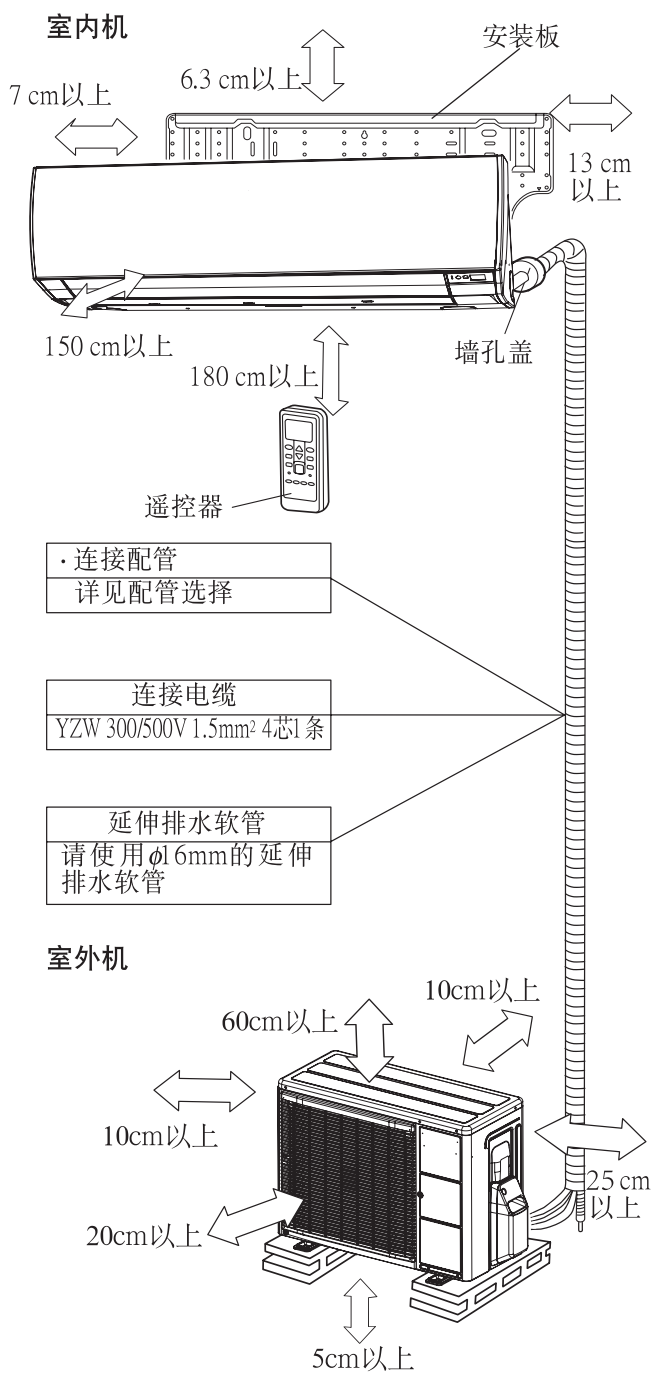 室内机
安装板
6.3 cm以上
7 cm以上
13 cm
以上
150 cm以上
墙孔盖
180 cm以上
遥控器
·连接配管
详见配管选择
连接电缆
YZW 300/500V 1.5mm² 4芯1条
延伸排水软管
请使用ϕ16mm的延伸
排水软管
室外机
10cm以上
60cm以上
10cm以上
25 cm
以上
20cm以上
5cm以上